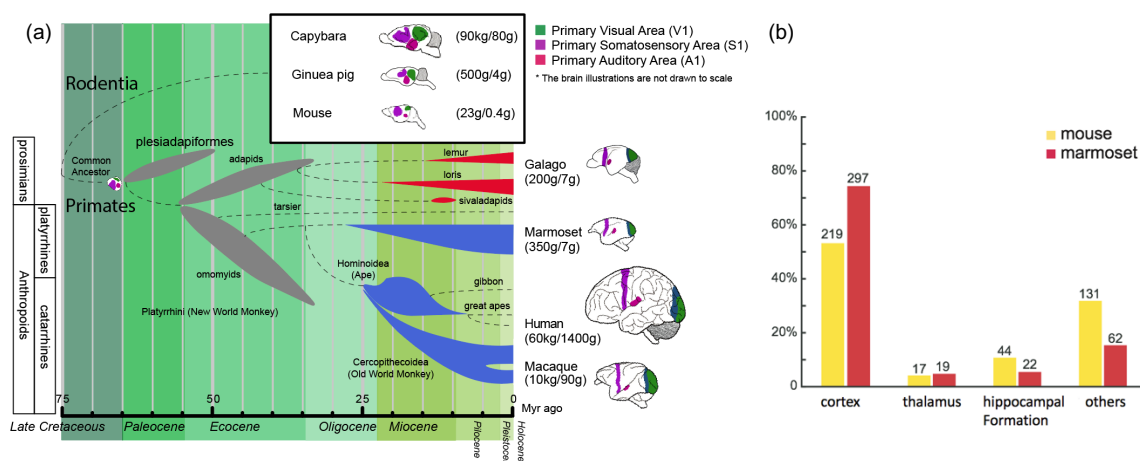 (a)
Capybara
(90kg/80g)
Ginuea pig
(500g/4g)
Mouse
(23g/0.4g)
Primary Visual Area (V1)
Primary Somatosensory Area (S1)
Primary Auditory Area (A1)
* The brain illustrations are not drawn to scale
Rodentia
plesiadapiformes
Common
Ancestor
Primates
adapids
lemur
loris
sivaladapids
tarsier
omomyids
Hominoidea
(Ape)
gibbon
great apes
Platyrrhini (New World Monkey)
Cercopithecoidea
(Old World Monkey)
prosimians
platyrrhines
Anthropoids
catarrhines
Galago
(200g/7g)
Marmoset
(350g/7g)
Human
(60kg/1400g)
Macaque
(10kg/90g)
75
50
25
0
Myr ago
Late Cretaceous
Paleocene
Eocene
Oligocene
Miocene
Pliocene
Pleistocene
Holocene
(b)
mouse
marmoset
100%
80%
60%
40%
20%
0
219
297
17
19
44
22
131
62
cortex
thalamus
hippocampal
Formation
others